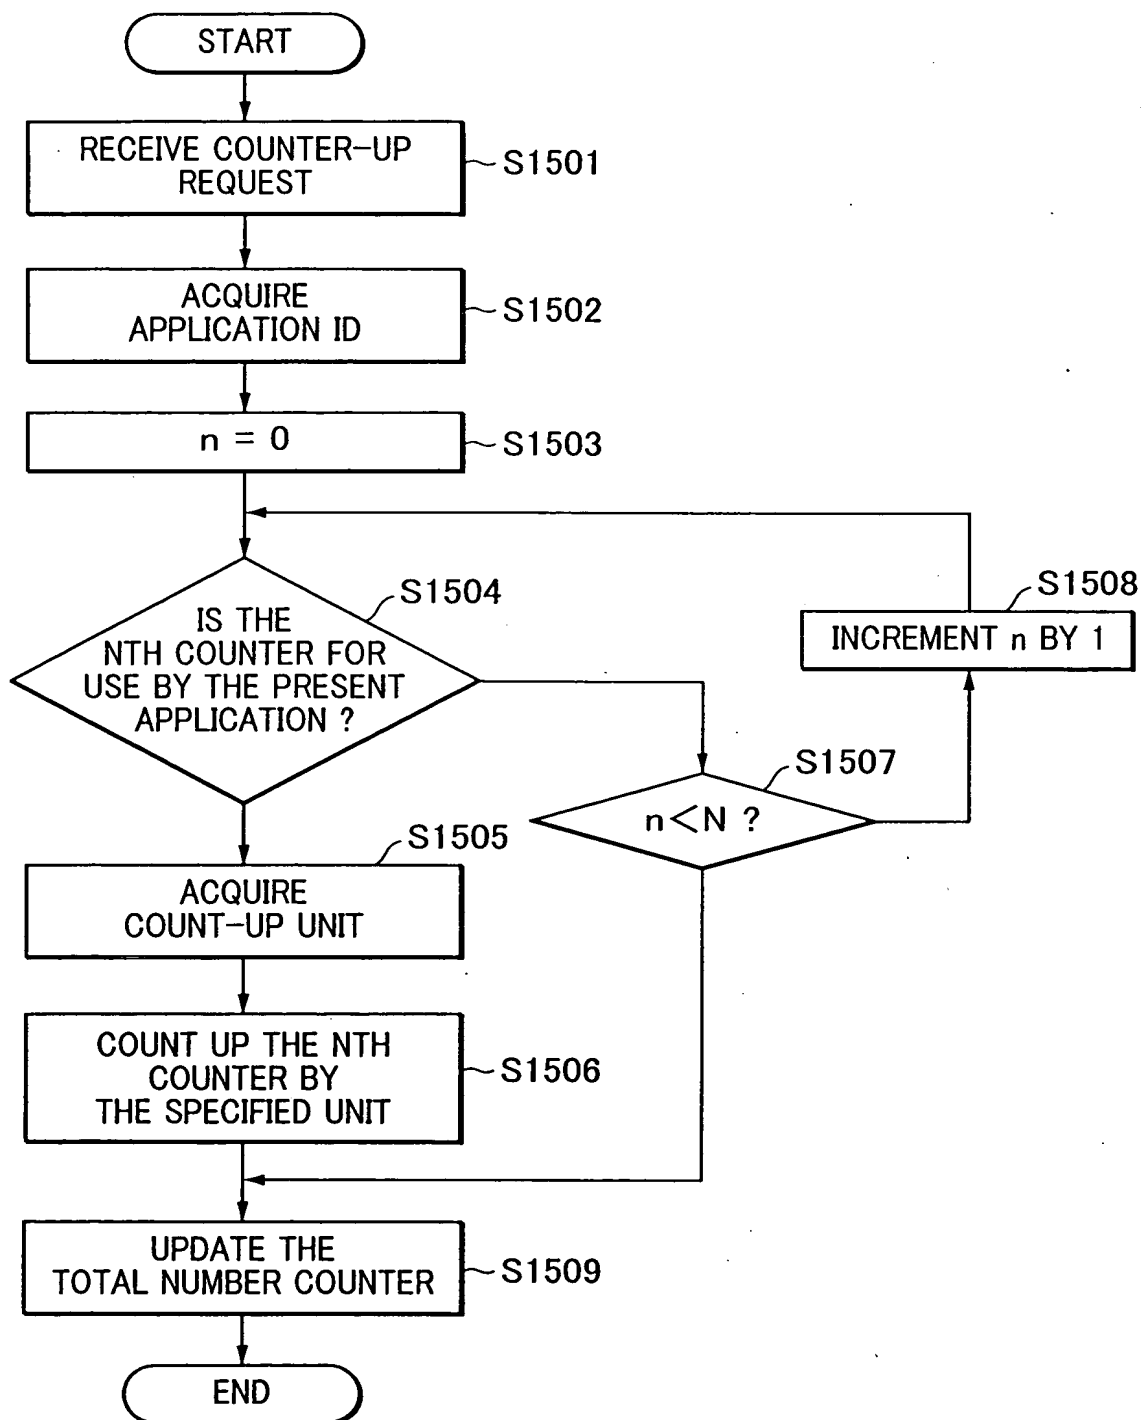 START
RECEIVE COUNTER-UP
REQUEST
S1501
ACQUIRE
APPLICATION ID
S1502
n = 0
S1503
IS THE
NTH COUNTER FOR
USE BY THE PRESENT
APPLICATION ?
S1504
S1508
INCREMENT n BY 1
S1507
n<N ?
S1505
ACQUIRE
COUNT-UP UNIT
COUNT UP THE NTH
COUNTER BY
THE SPECIFIED UNIT
S1506
UPDATE THE
TOTAL NUMBER COUNTER
S1509
END